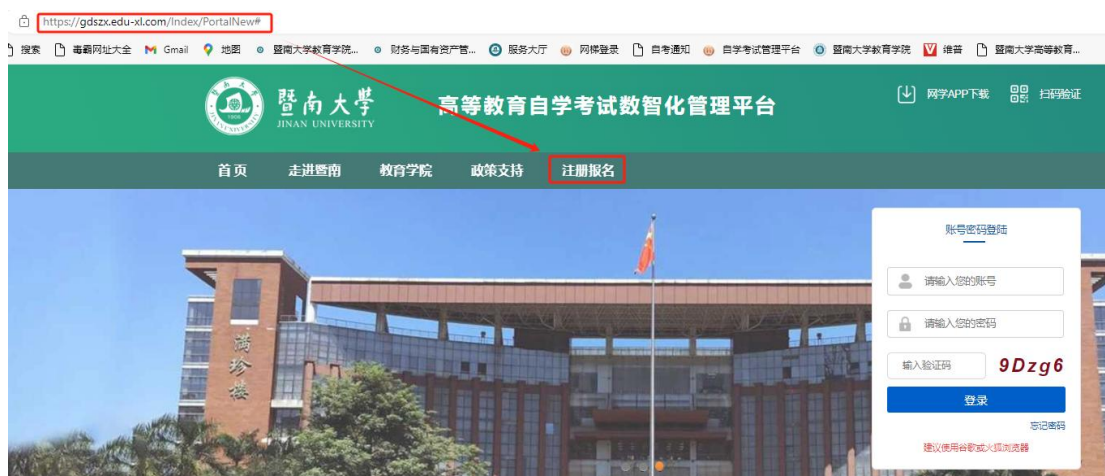 https://gdszx.edu-xl.com/Index/PortalNew#
搜索 毒霸网址大全 Gmail 地图 暨南大学教育学院... 财务与国有资产管... 服务大厅 网梯登录 自考通知 自学考试管理平台 暨南大学教育学院 维普 暨南大学高等教育...
暨南大學
JINAN UNIVERSITY
高等教育自学考试数智化管理平台
网学APP下载 扫码验证
首页 走进暨南 教育学院 政策支持 注册报名
满珍楼
账号密码登陆
请输入您的账号
请输入您的密码
输入验证码 9Dzg6
登录
忘记密码
建议使用谷歌或火狐浏览器